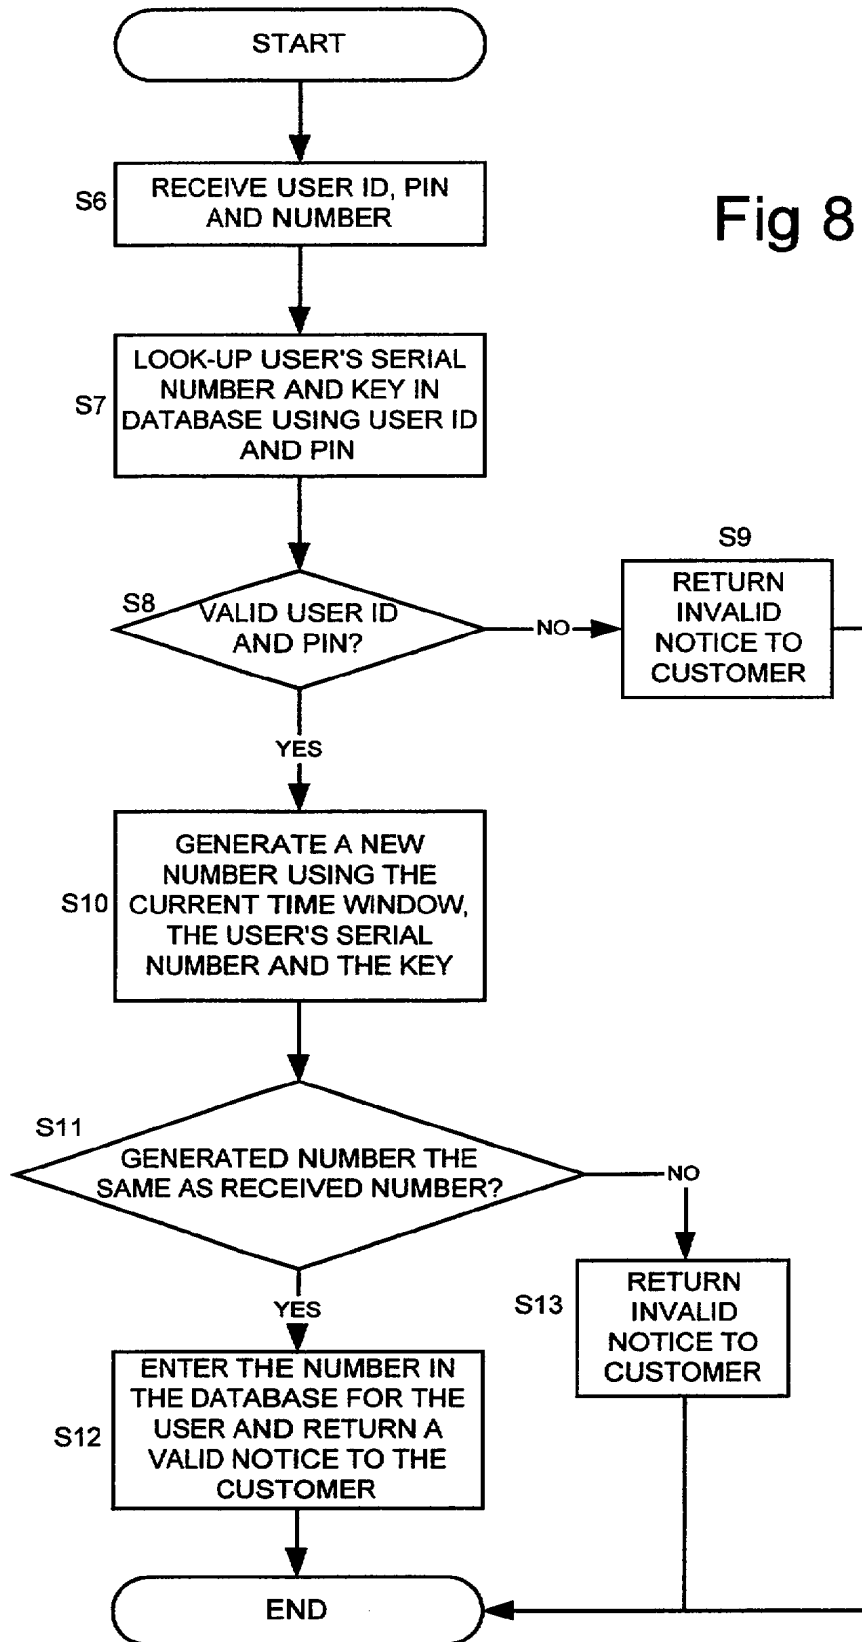 START
S6
RECEIVE USER ID, PIN
AND NUMBER
Fig 8
S7
LOOK-UP USER'S SERIAL
NUMBER AND KEY IN
DATABASE USING USER ID
AND PIN
S8
VALID USER ID
AND PIN?
NO
S9
RETURN
INVALID
NOTICE TO
CUSTOMER
YES
S10
GENERATE A NEW
NUMBER USING THE
CURRENT TIME WINDOW,
THE USER'S SERIAL
NUMBER AND THE KEY
S11
GENERATED NUMBER THE
SAME AS RECEIVED NUMBER?
NO
S13
RETURN
INVALID
NOTICE TO
CUSTOMER
YES
S12
ENTER THE NUMBER IN
THE DATABASE FOR THE
USER AND RETURN A
VALID NOTICE TO THE
CUSTOMER
END